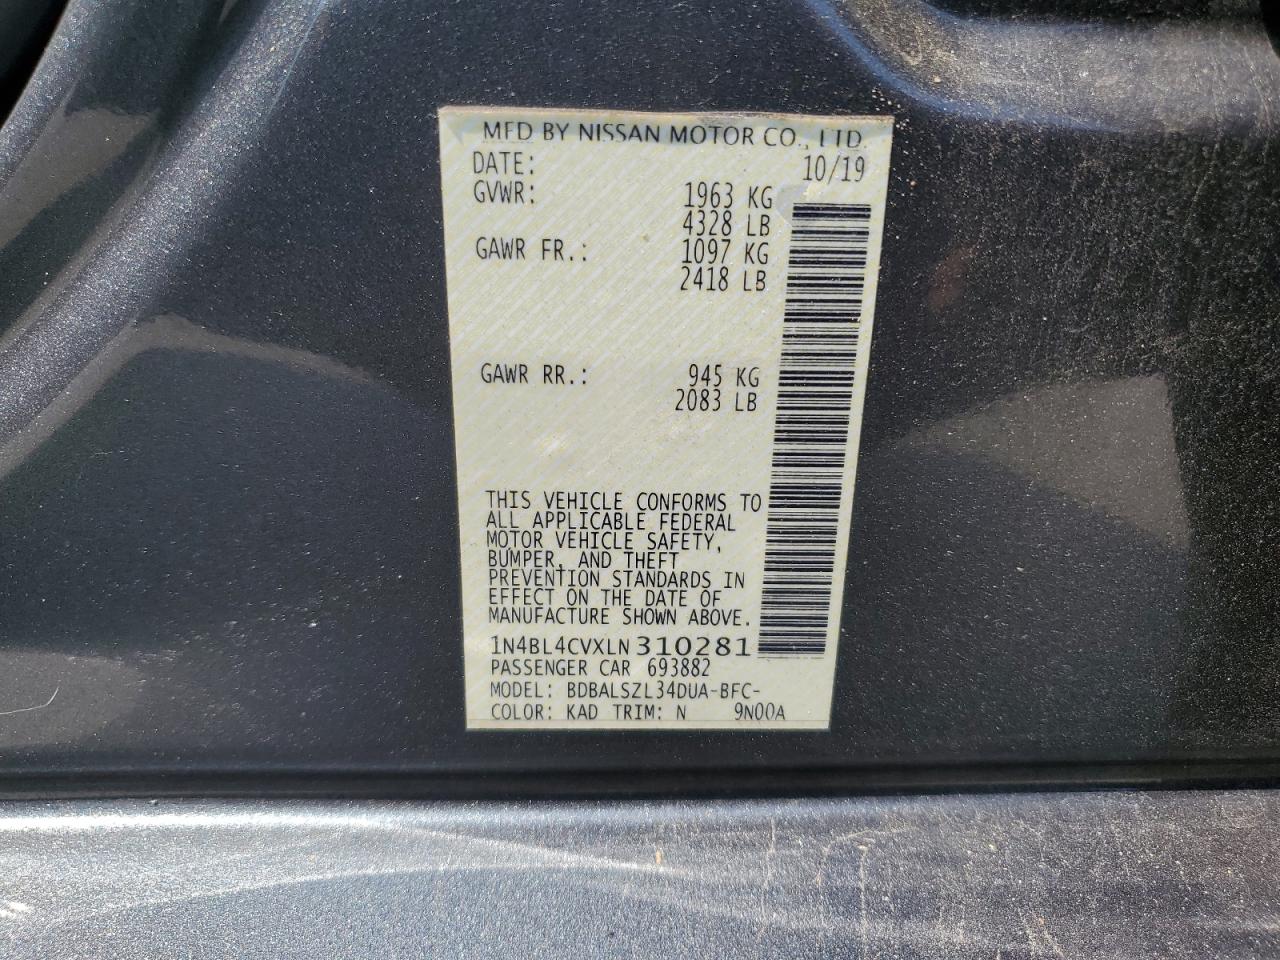 MFD BY NISSAN MOTOR CO., LTD.
DATE: 10/19
GVWR: 1963 KG
4328 LB
GAWR FR.: 1097 KG
2418 LB
GAWR RR.: 945 KG
2083 LB
THIS VEHICLE CONFORMS TO
ALL APPLICABLE FEDERAL
MOTOR VEHICLE SAFETY,
BUMPER, AND THEFT
PREVENTION STANDARDS IN
EFFECT ON THE DATE OF
MANUFACTURE SHOWN ABOVE.
1N4BL4CVXLN310281
PASSENGER CAR 693882
MODEL: BDBALSZL34DUA-BFC-
COLOR: KAD TRIM: N 9N00A